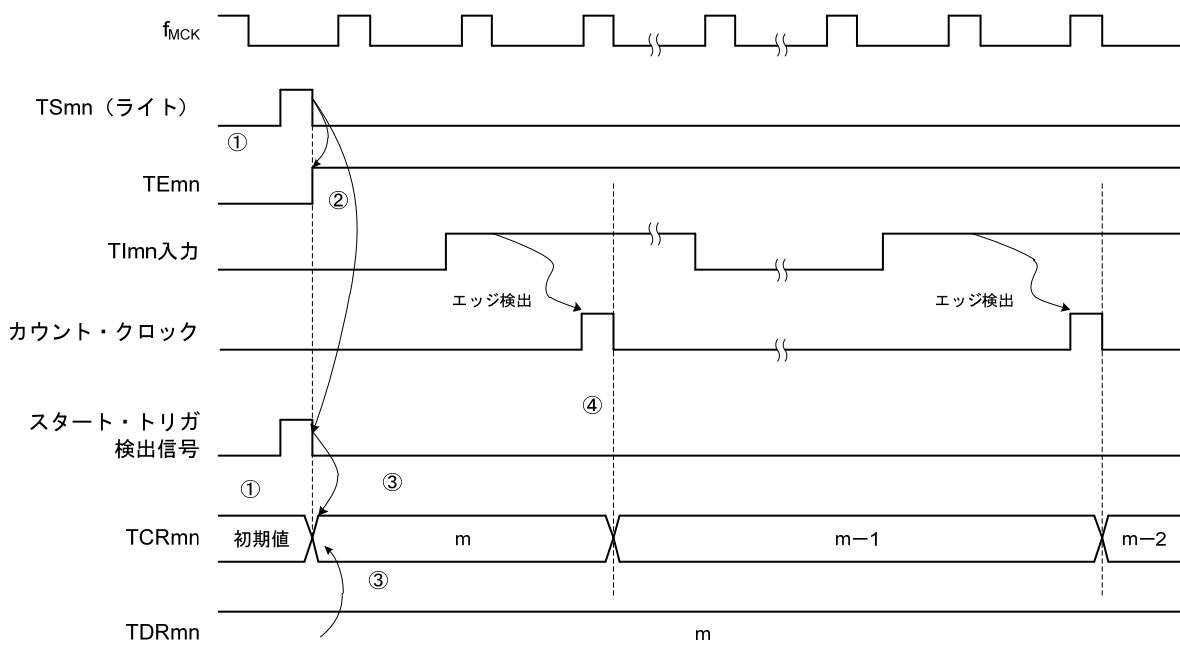 fMCK
TSmn（ライト）
①
TEmn
②
TImn入力
エッジ検出
エッジ検出
カウント・クロック
④
スタート・トリガ
検出信号
①
③
TCRmn
初期値
m
m－1
m－2
③
TDRmn
m